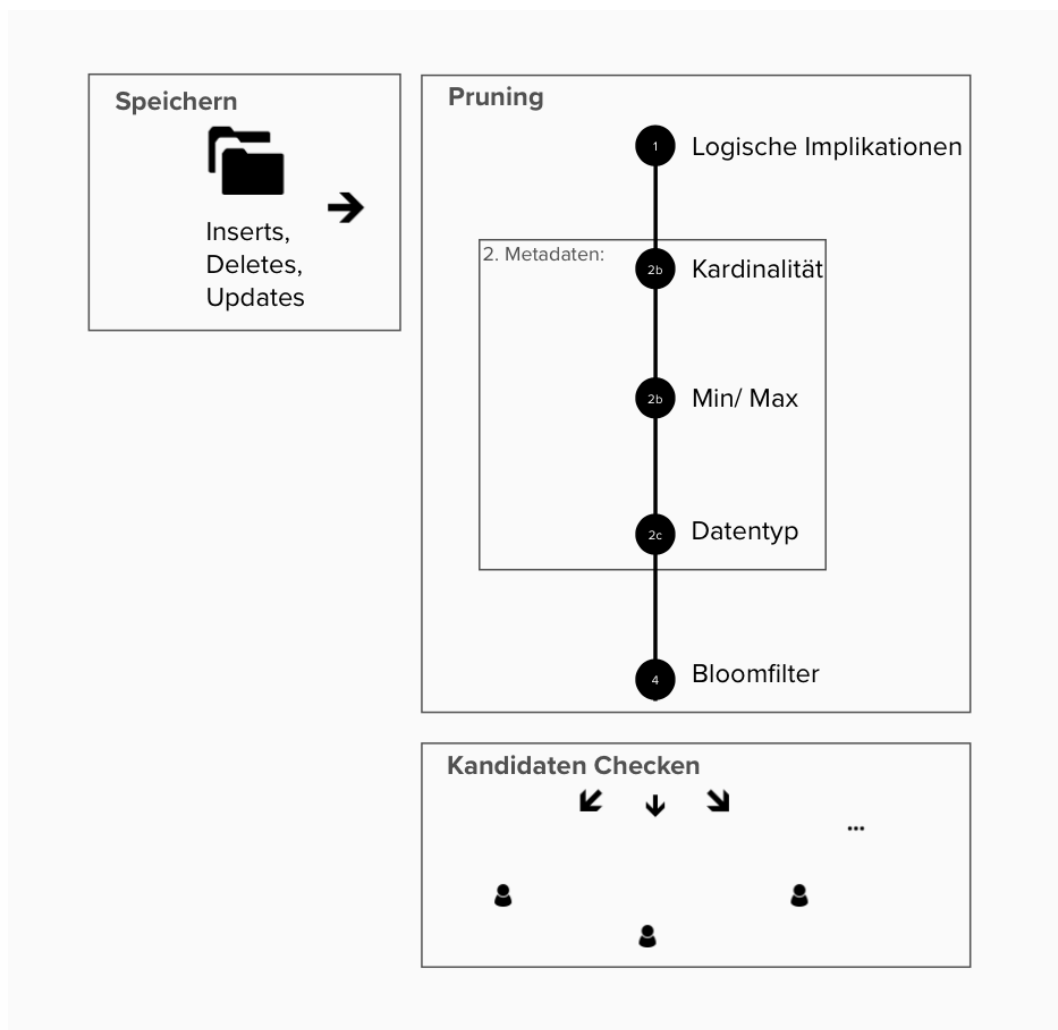 Speichern
Inserts,
Deletes,
Updates
Pruning
1 Logische Implikationen
2. Metadaten:
2b Kardinalität
2b Min/ Max
2c Datentyp
4 Bloomfilter
Kandidaten Checken
...